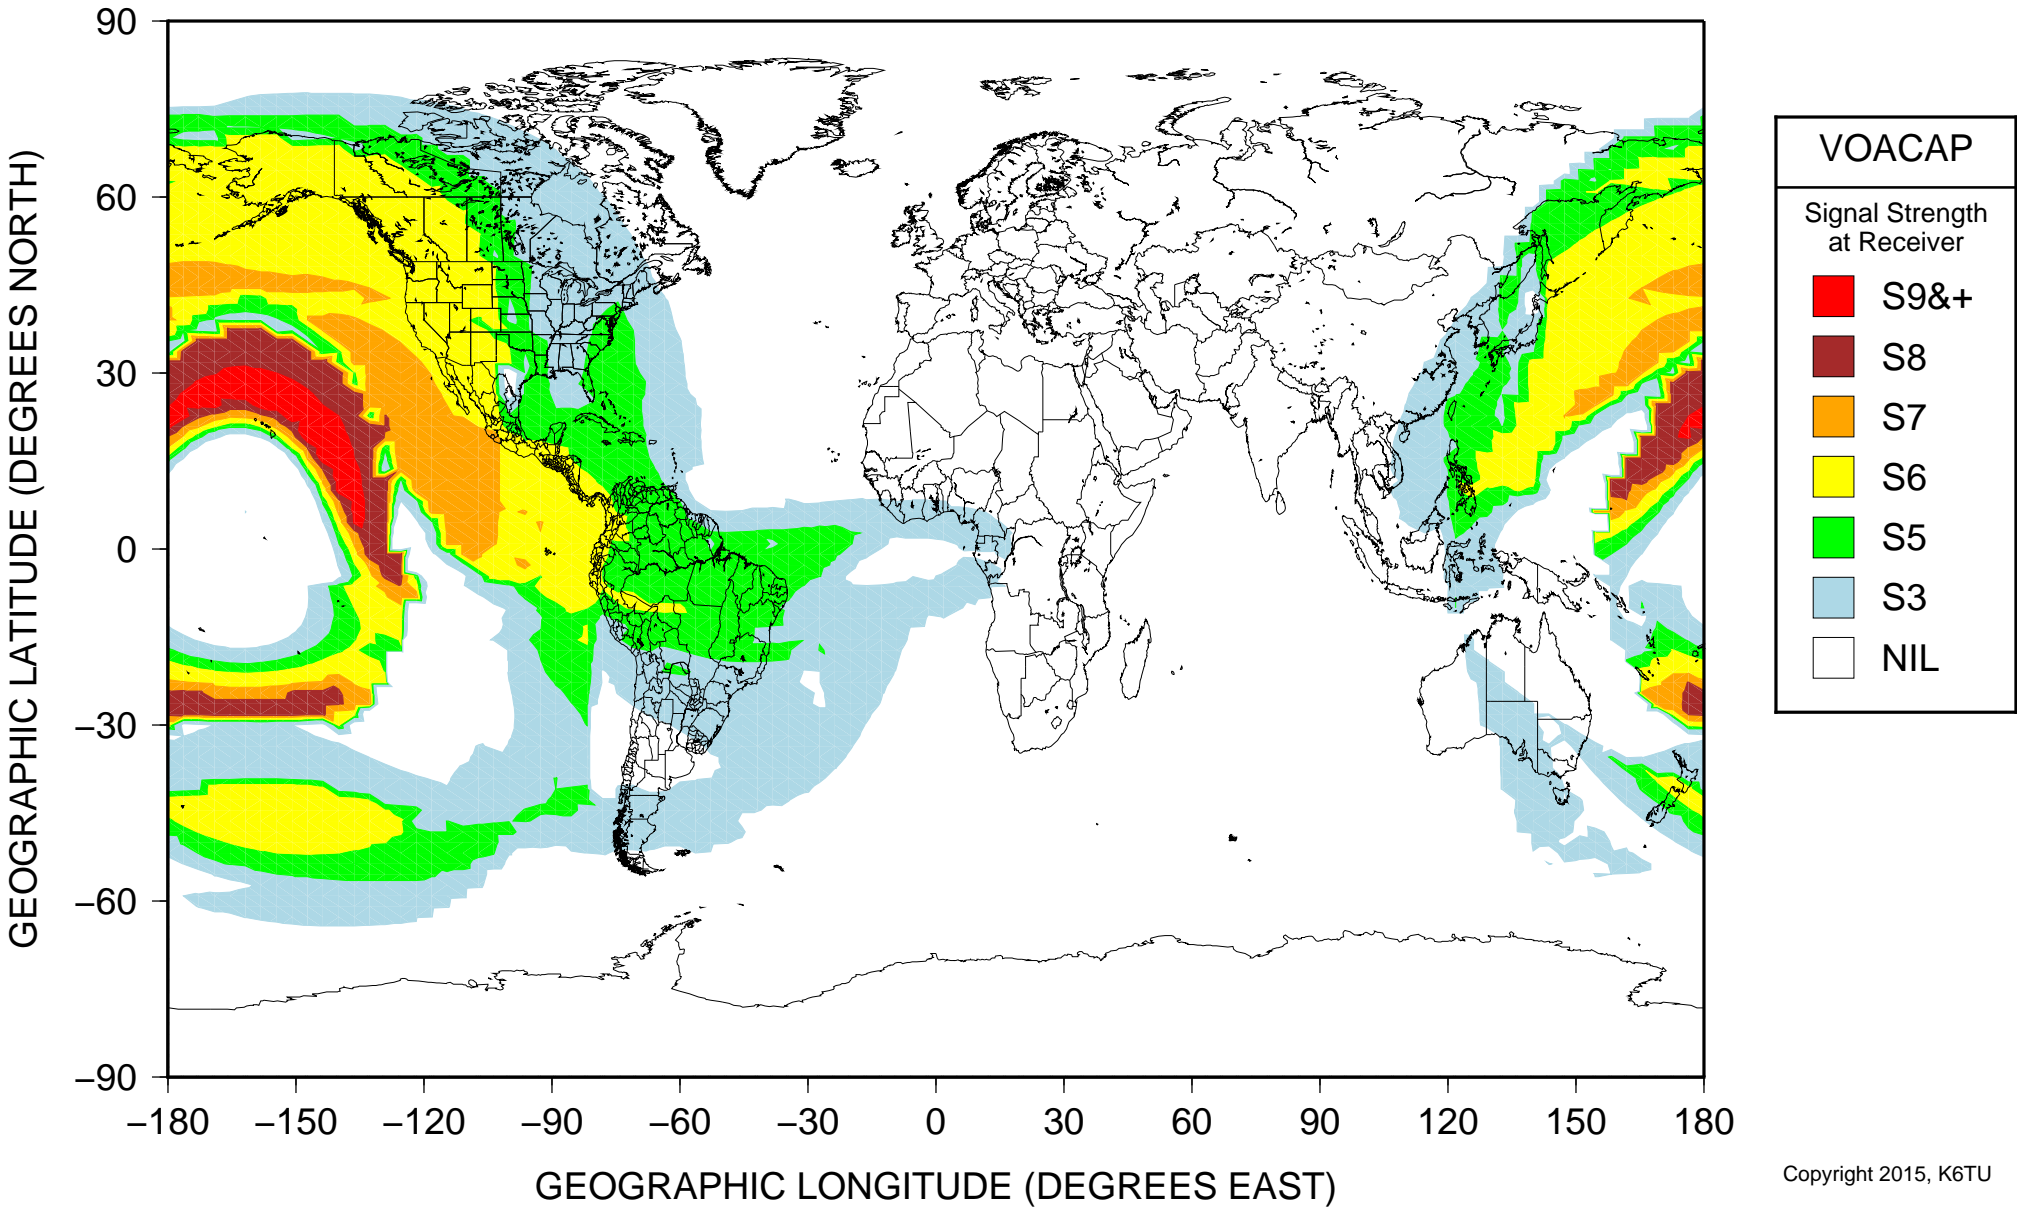 90
60
30
0
−30
−60
−90
GEOGRAPHIC LATITUDE (DEGREES NORTH)
−180 −150 −120 −90 −60 −30 0 30 60 90 120 150 180
GEOGRAPHIC LONGITUDE (DEGREES EAST)
VOACAP
Signal Strength
at Receiver
S9&+
S8
S7
S6
S5
S3
NIL
Copyright 2015, K6TU